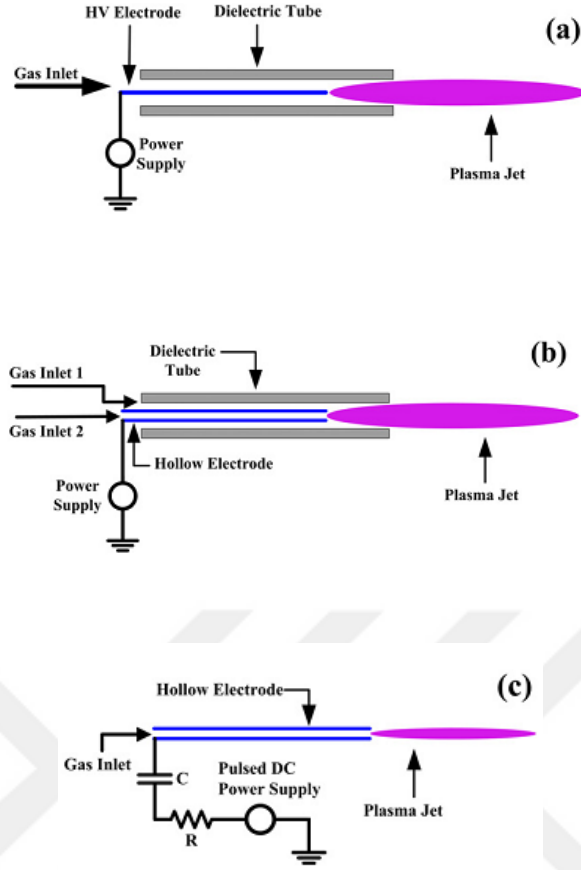 HV Electrode
Dielectric Tube
(a)
Gas Inlet
Power
Supply
Plasma Jet
(b)
Dielectric
Tube
Gas Inlet 1
Gas Inlet 2
Hollow Electrode
Power
Supply
Plasma Jet
(c)
Hollow Electrode
Gas Inlet
C
Pulsed DC
Power Supply
R
Plasma Jet